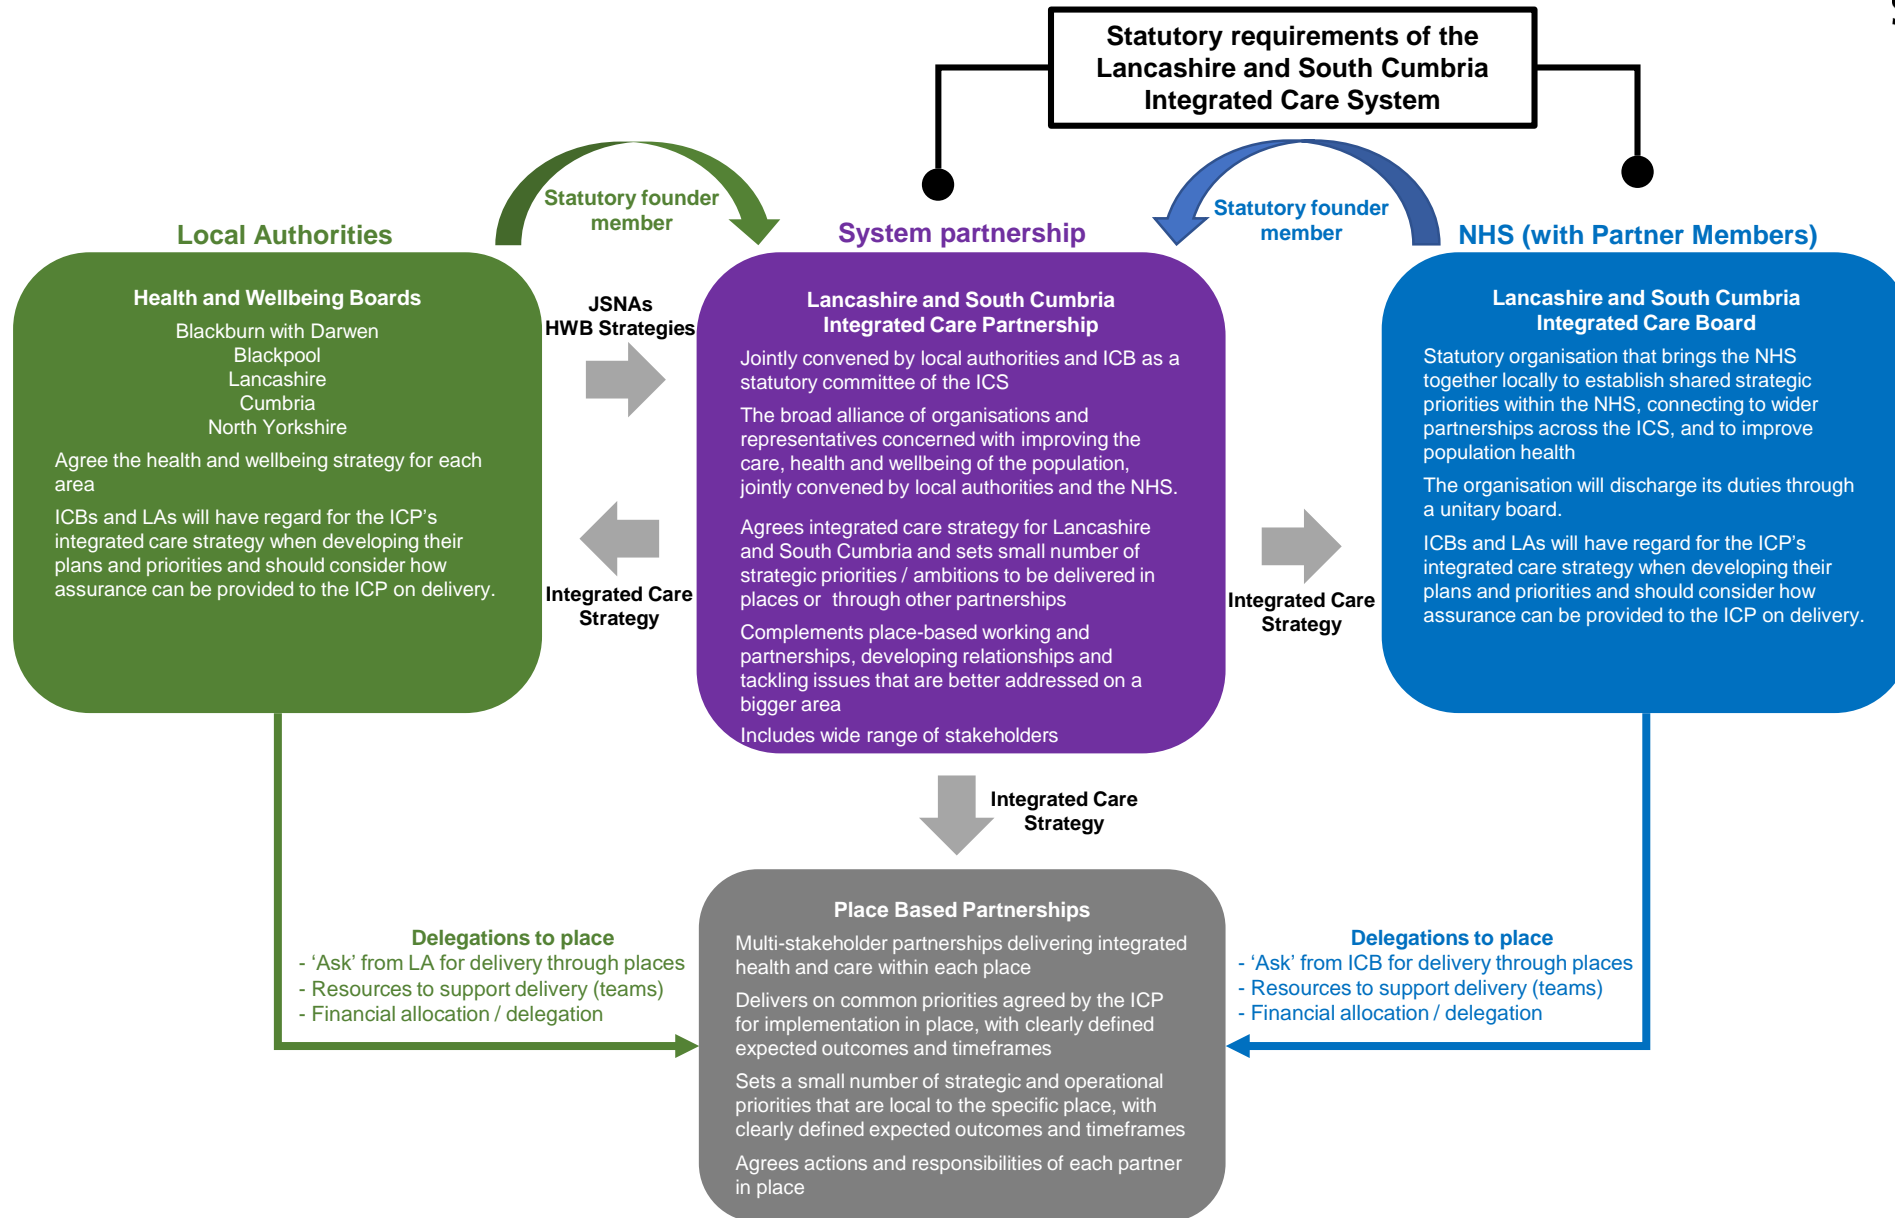 Statutory requirements of the
Lancashire and South Cumbria
Integrated Care System
Statutory founder
member
Statutory founder
member
Local Authorities
System partnership
NHS (with Partner Members)
Health and Wellbeing Boards
Blackburn with Darwen
Blackpool
Lancashire
Cumbria
North Yorkshire
Agree the health and wellbeing strategy for each
area
ICBs and LAs will have regard for the ICP's
integrated care strategy when developing their
plans and priorities and should consider how
assurance can be provided to the ICP on delivery.
JSNAs
HWB Strategies
Integrated Care
Strategy
Lancashire and South Cumbria
Integrated Care Partnership
Jointly convened by local authorities and ICB as a
statutory committee of the ICS
The broad alliance of organisations and
representatives concerned with improving the
care, health and wellbeing of the population,
jointly convened by local authorities and the NHS.
Agrees integrated care strategy for Lancashire
and South Cumbria and sets small number of
strategic priorities / ambitions to be delivered in
places or  through other partnerships
Complements place-based working and
partnerships, developing relationships and
tackling issues that are better addressed on a
bigger area
Includes wide range of stakeholders
Integrated Care
Strategy
Lancashire and South Cumbria
Integrated Care Board
Statutory organisation that brings the NHS
together locally to establish shared strategic
priorities within the NHS, connecting to wider
partnerships across the ICS, and to improve
population health
The organisation will discharge its duties through
a unitary board.
ICBs and LAs will have regard for the ICP's
integrated care strategy when developing their
plans and priorities and should consider how
assurance can be provided to the ICP on delivery.
Integrated Care
Strategy
Delegations to place
- ‘Ask’ from LA for delivery through places
- Resources to support delivery (teams)
- Financial allocation / delegation
Place Based Partnerships
Multi-stakeholder partnerships delivering integrated
health and care within each place
Delivers on common priorities agreed by the ICP
for implementation in place, with clearly defined
expected outcomes and timeframes
Sets a small number of strategic and operational
priorities that are local to the specific place, with
clearly defined expected outcomes and timeframes
Agrees actions and responsibilities of each partner
in place
Delegations to place
- ‘Ask’ from ICB for delivery through places
- Resources to support delivery (teams)
- Financial allocation / delegation